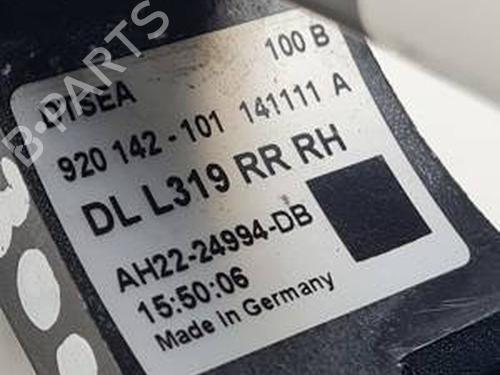 B-PARTS
DTSEA 100 B
920 142-101 141111 A
DL L319 RR RH
AH22-24994-DB
15:50:06
Made in Germany